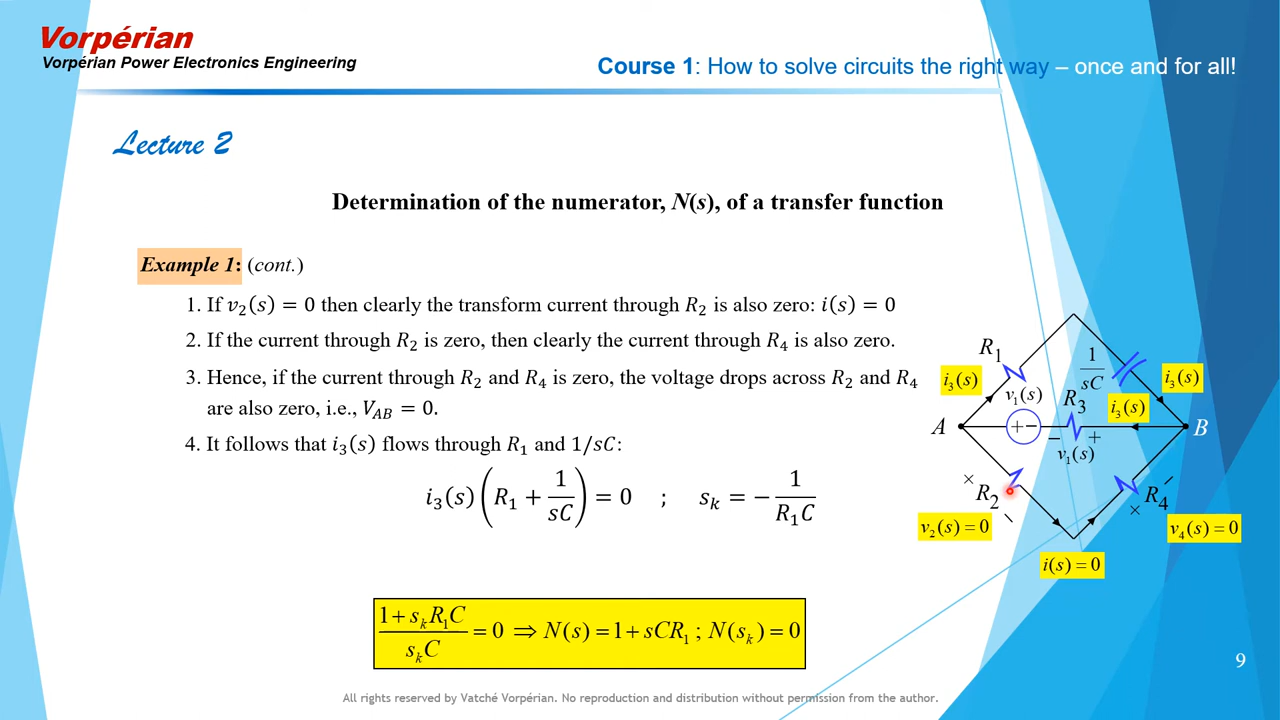 Vorpérian
Vorpérian Power Electronics Engineering
Course 1: How to solve circuits the right way – once and for all!
Lecture 2
Determination of the numerator, N(s), of a transfer function
Example 1: (cont.)
1. If v₂(s) = 0 then clearly the transform current through R₂ is also zero: i(s) = 0
2. If the current through R₂ is zero, then clearly the current through R₄ is also zero.
3. Hence, if the current through R₂ and R₄ is zero, the voltage drops across R₂ and R₄
are also zero, i.e., V_AB = 0.
4. It follows that i₃(s) flows through R₁ and 1/sC:
i₃(s)(R₁ + 1/sC) = 0 ; sₖ = − 1/R₁C
1 + sₖR₁C / sₖC = 0 ⇒ N(s) = 1 + sCR₁ ; N(sₖ) = 0
R₁
1/sC
i₃(s)
i₃(s)
v₁(s)
R₃
i₃(s)
A
+ −
− +
B
v₁(s)
×
R₂
−
R₄
×
−
v₂(s) = 0
v₄(s) = 0
i(s) = 0
9
All rights reserved by Vatché Vorpérian. No reproduction and distribution without permission from the author.